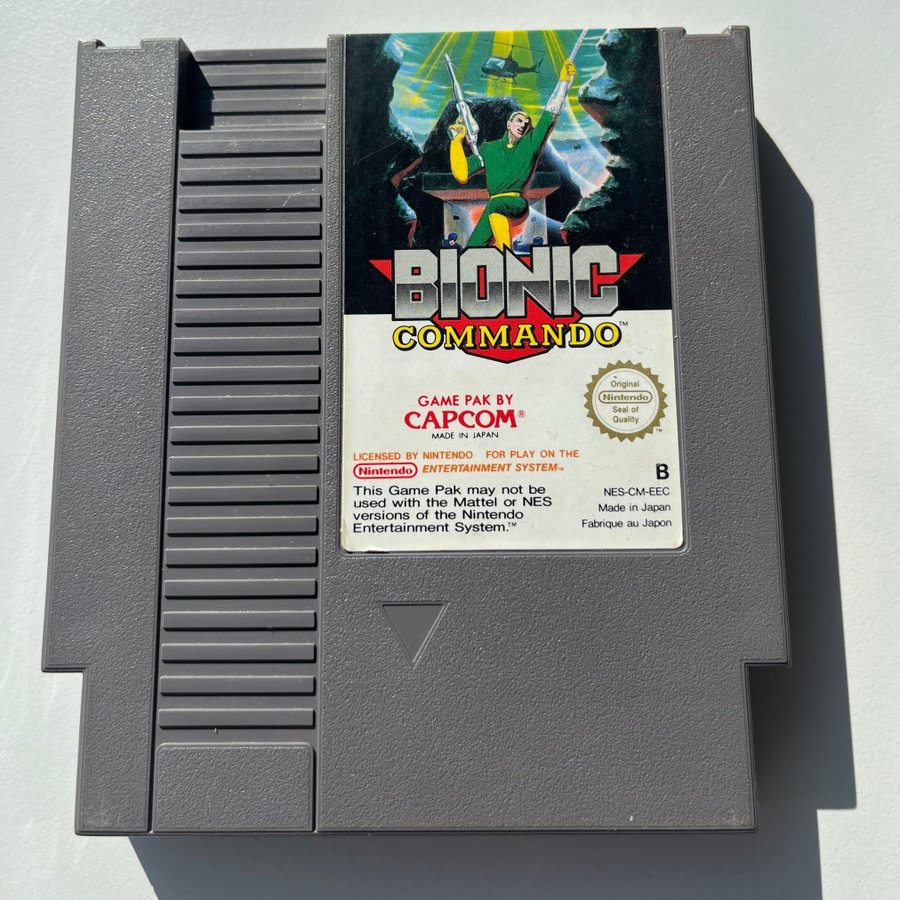 BIONIC
COMMANDO™
GAME PAK BY
CAPCOM®
MADE IN JAPAN
Original
Nintendo
Seal of
Quality
™
LICENSED BY NINTENDO FOR PLAY ON THE
Nintendo ENTERTAINMENT SYSTEM™
B
This Game Pak may not be
used with the Mattel or NES
versions of the Nintendo
Entertainment System.™
NES-CM-EEC
Made in Japan
Fabrique au Japon